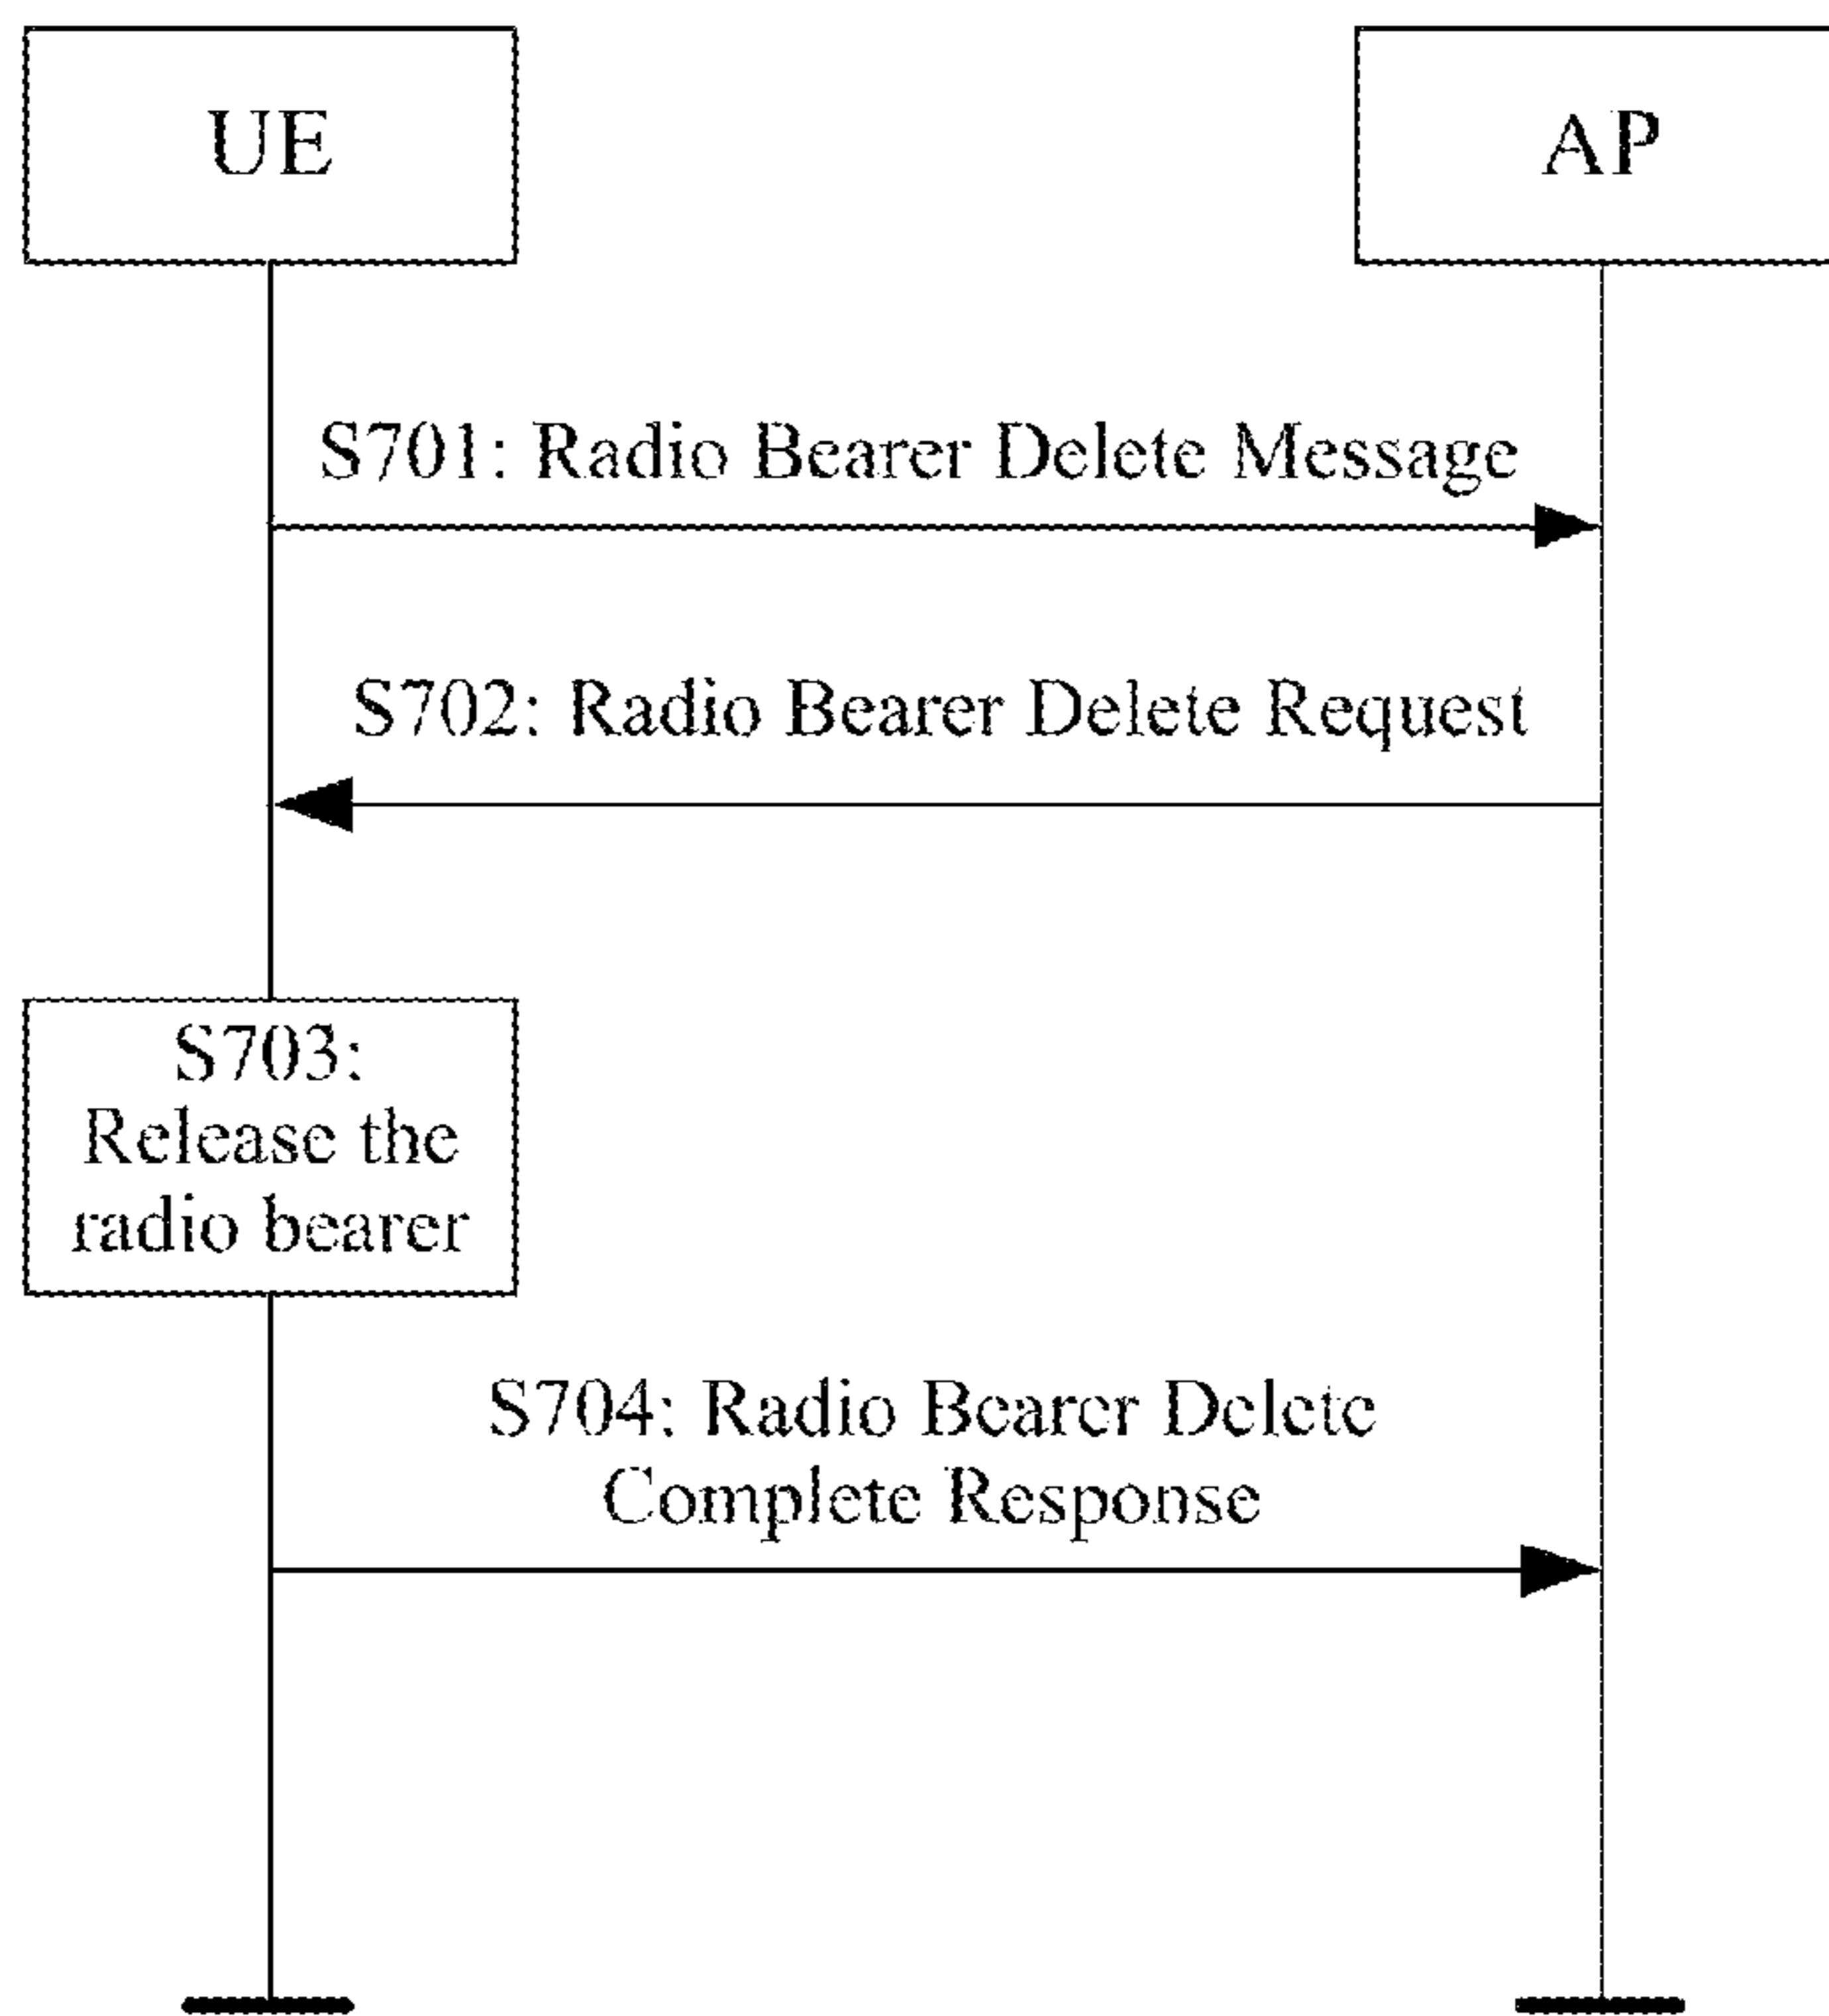 UE
AP
S701: Radio Bearer Delete Message
S702: Radio Bearer Delete Request
S703:
Release the
radio bearer
S704: Radio Bearer Delete
Complete Response